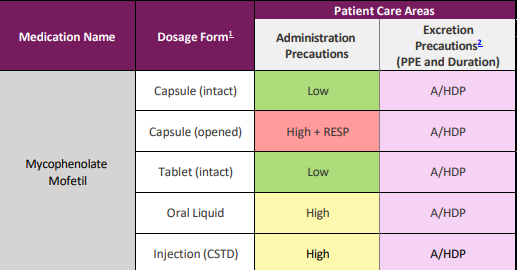 Medication Name
Dosage Form1
Patient Care Areas
Administration
Precautions
Excretion
Precautions2
(PPE and Duration)
Mycophenolate
Mofetil
Capsule (intact)
Low
A/HDP
Capsule (opened)
High + RESP
A/HDP
Tablet (intact)
Low
A/HDP
Oral Liquid
High
A/HDP
Injection (CSTD)
High
A/HDP